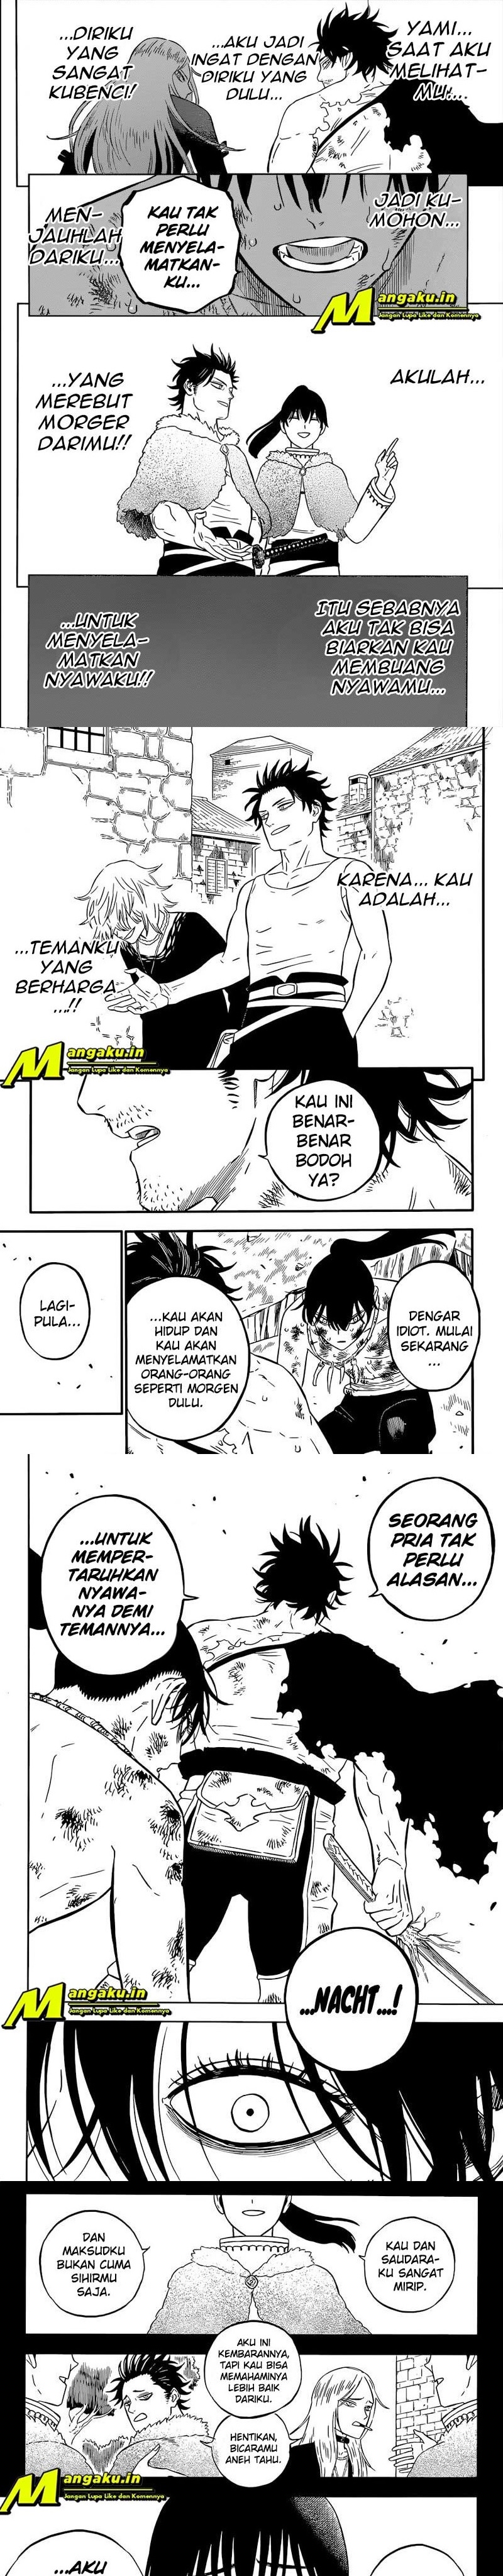 YAMI...
SAAT AKU
MELIHAT-
MU...
...AKU JADI
INGAT DENGAN
DIRIKU YANG
DULU...
...DIRIKU
YANG
SANGAT
KUBENCI!
JADI KU-
MOHON...
KAU TAK
PERLU
MENYELA-
MATKAN-
KU...
MEN-
JAUHLAH
DARIKU...
Mangaku.in
Jangan Lupa Like dan Komennya
AKULAH...
...YANG
MEREBUT
MORGER
DARIMU!!
ITU SEBABNYA
AKU TAK BISA
BIARKAN KAU
MEMBUANG
NYAWAMU...
...UNTUK
MENYELA-
MATKAN
NYAWAKU!!
KARENA... KAU
ADALAH...
...TEMANKU
YANG
BERHARGA
...!!
Mangaku.in
Jangan Lupa Like dan Komennya
KAU INI
BENAR-
BENAR
BODOH
YA?
DENGAR
IDIOT. MULAI
SEKARANG
...
...KAU AKAN
HIDUP DAN
KAU AKAN
MENYELAMATKAN
ORANG-ORANG
SEPERTI MORGEN
DULU.
LAGI-
PULA...
SEORANG
PRIA TAK
PERLU
ALASAN...
...UNTUK
MEMPER-
TARUHKAN
NYAWA-
NYA DEMI
TEMANNYA...
...NACHT...!
Mangaku.in
Jangan Lupa Like dan Komennya
KAU DAN
SAUDARA-
KU SANGAT
MIRIP.
DAN
MAKSUDKU
BUKAN CUMA
SIHIRMU
SAJA.
AKU INI
KEMBARANNYA,
TAPI KAU BISA
MEMAHAMINYA
LEBIH BAIK
DARIKU.
HENTIKAN,
BICARAMU
ANEH TAHU.
Mangaku.in
Jangan Lupa Like dan Komennya
...AKU